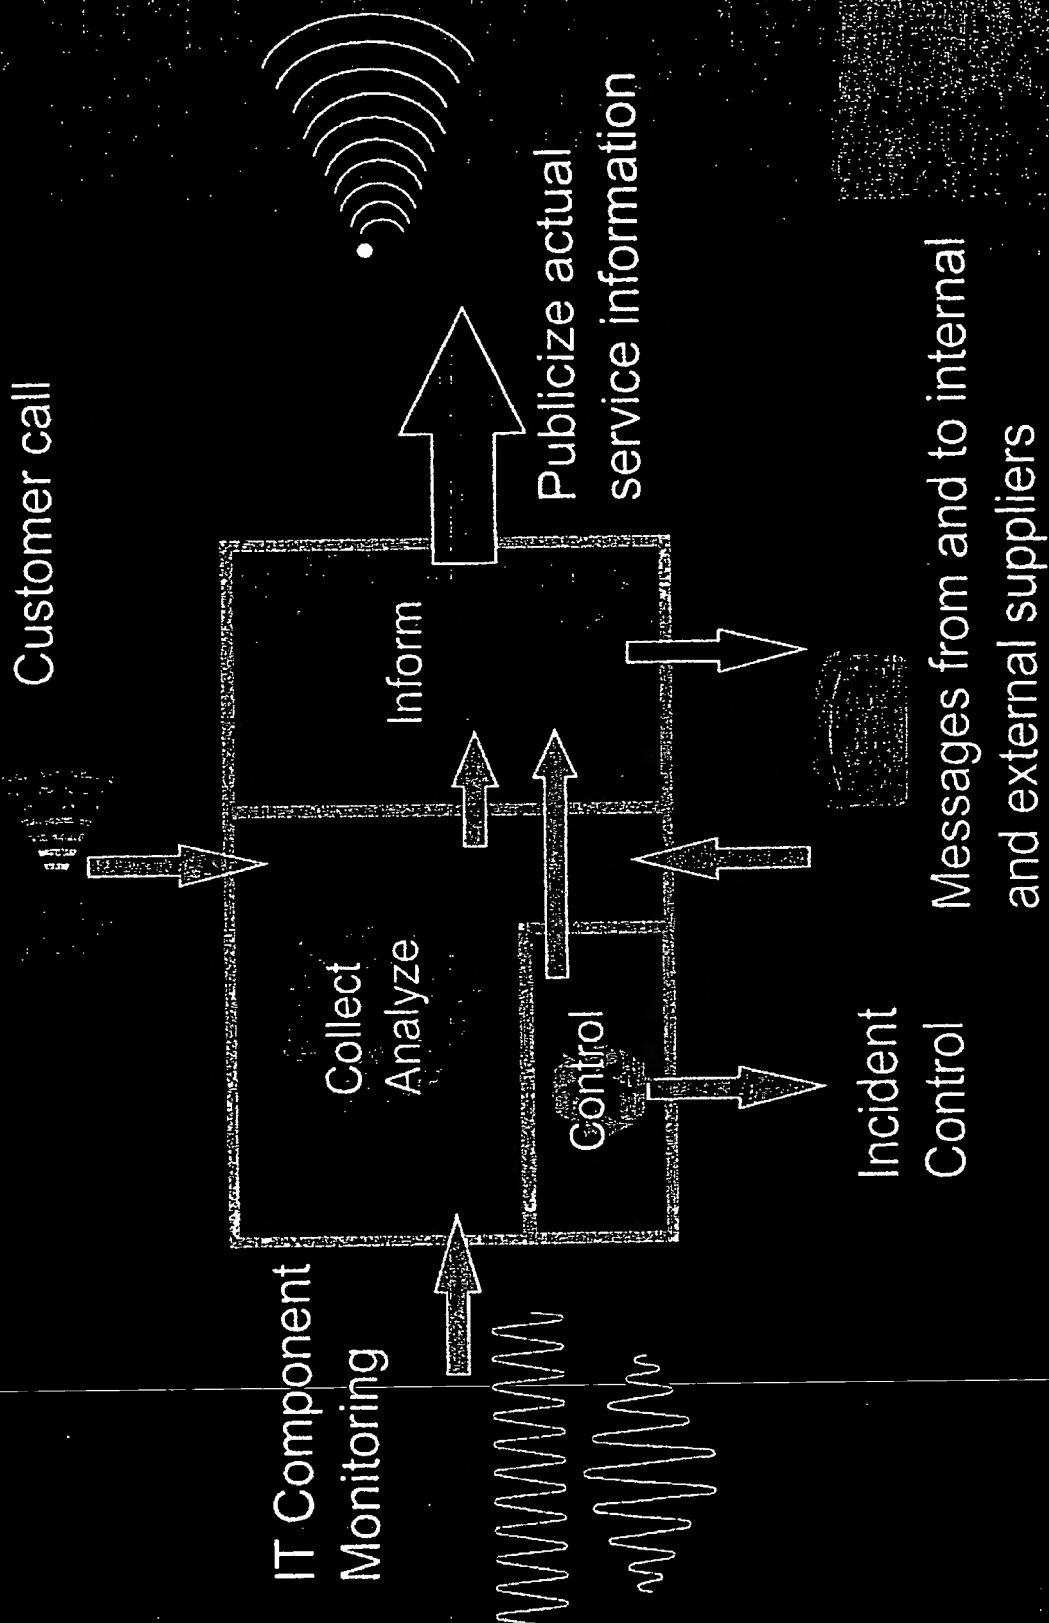 Customer call
IT Component
Monitoring
Collect
Analyze
Inform
Control
Publicize actual
service information
Incident
Control
Messages from and to internal
and external suppliers